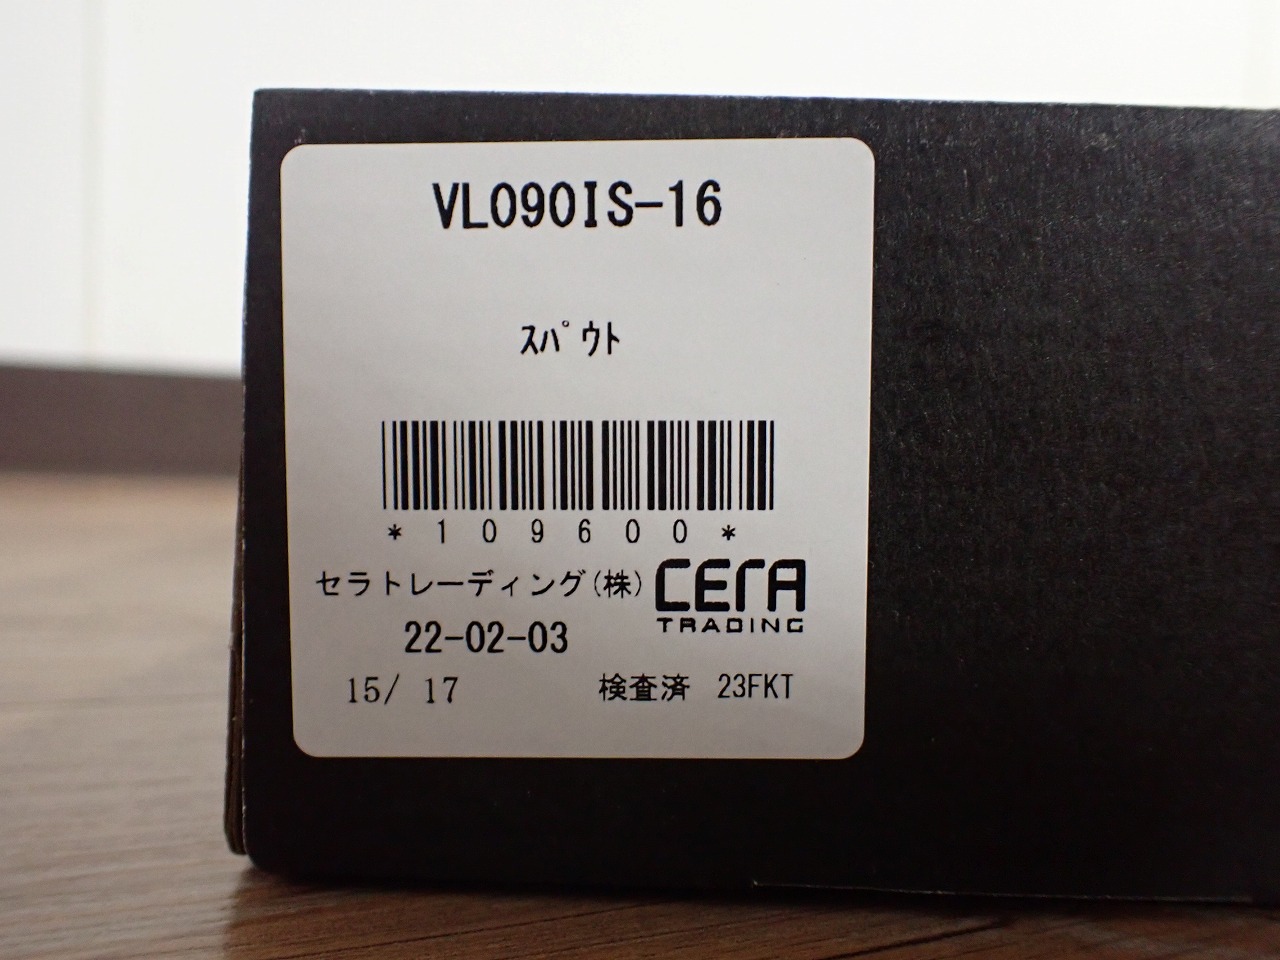 VL090IS-16
ｽﾊﾟｳﾄ
*109600*
セラトレーディング(株) CERA
TRADING
22-02-03
15/ 17 検査済 23FKT